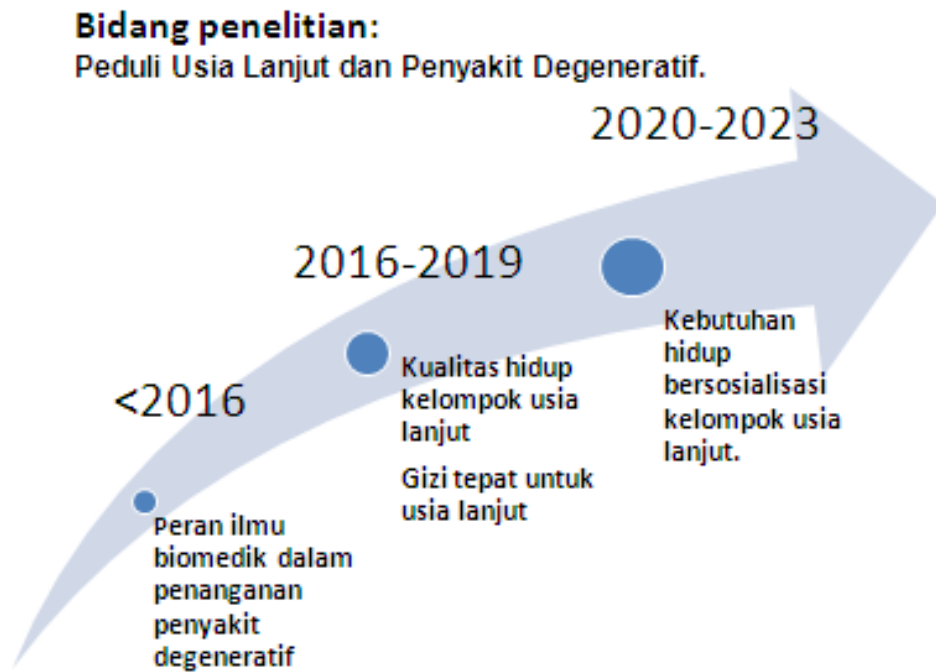 Bidang penelitian:
Peduli Usia Lanjut dan Penyakit Degeneratif.
2020-2023
2016-2019
Kebutuhan
hidup
bersosialisasi
kelompok usia
lanjut.
Kualitas hidup
kelompok usia
lanjut
Gizi tepat untuk
usia lanjut
<2016
Peran ilmu
biomedik dalam
penanganan
penyakit
degeneratif